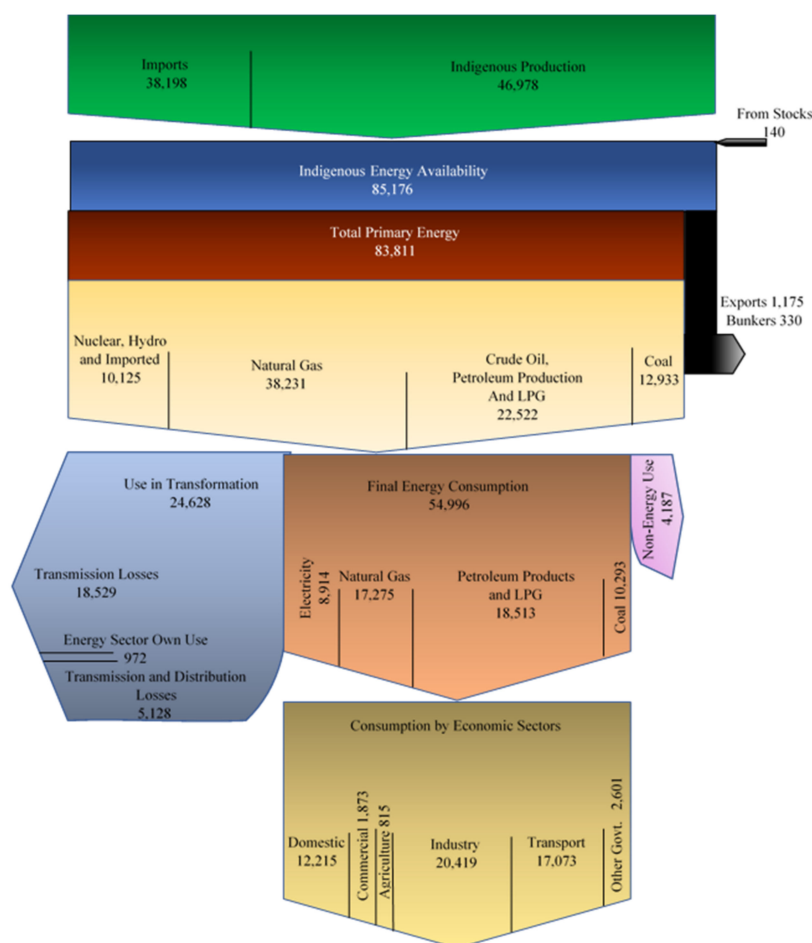 Imports
38,198
Indigenous Production
46,978
From Stocks
140
Indigenous Energy Availability
85,176
Total Primary Energy
83,811
Exports 1,175
Bunkers 330
Nuclear, Hydro
and Imported
10,125
Natural Gas
38,231
Crude Oil,
Petroleum Production
And LPG
22,522
Coal
12,933
Use in Transformation
24,628
Transmission Losses
18,529
Energy Sector Own Use
972
Transmission and Distribution
Losses
5,128
Final Energy Consumption
54,996
Electricity
8,914
Natural Gas
17,275
Petroleum Products
and LPG
18,513
Coal 10,293
Non-Energy Use
4,187
Consumption by Economic Sectors
Domestic
12,215
Commercial 1,873
Agriculture 815
Industry
20,419
Transport
17,073
Other Govt. 2,601